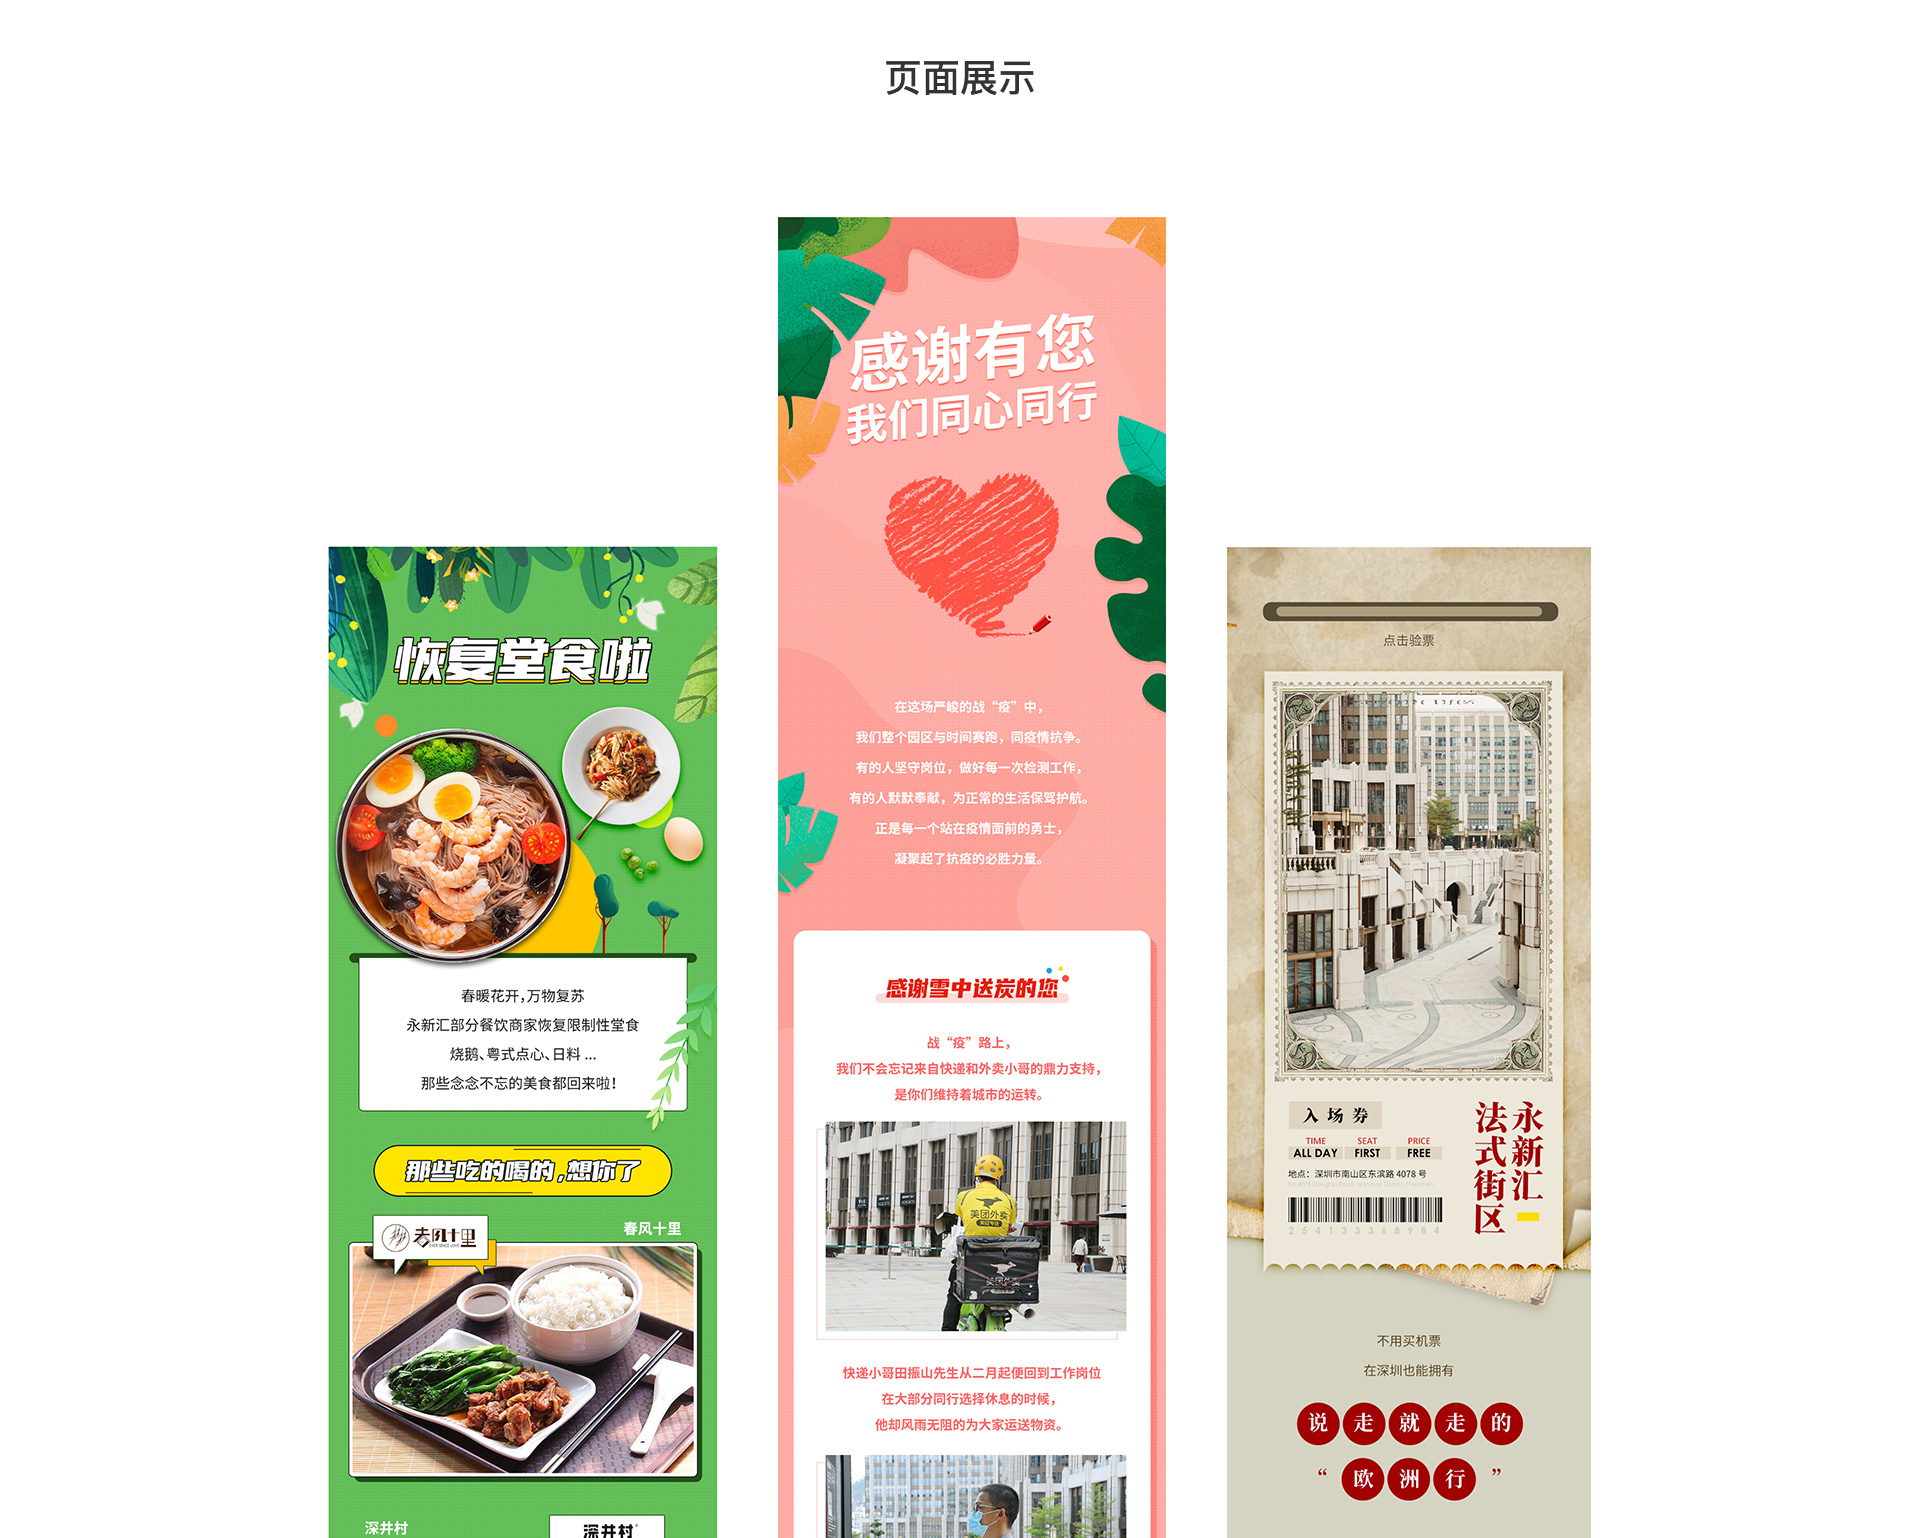 页面展示
恢复堂食啦
春暖花开，万物复苏
永新汇部分餐饮商家恢复限制性堂食
烧鹅、粤式点心、日料 ...
那些念念不忘的美食都回来啦！
那些吃的喝的，想你了
春风十里
EVER SINCE LOVE
春风十里
深井村
深井村
感谢有您
我们同心同行
在这场严峻的战“疫”中，
我们整个园区与时间赛跑，同疫情抗争。
有的人坚守岗位，做好每一次检测工作，
有的人默默奉献，为正常的生活保驾护航。
正是每一个站在疫情面前的勇士，
凝聚起了抗疫的必胜力量。
感谢雪中送炭的您
战“疫”路上，
我们不会忘记来自快递和外卖小哥的鼎力支持，
是你们维持着城市的运转。
美团外卖
美团外卖
快递小哥田振山先生从二月起便回到工作岗位
在大部分同行选择休息的时候，
他却风雨无阻的为大家运送物资。
点击验票
入场券
TIME
SEAT
PRICE
ALL DAY
FIRST
FREE
地点：深圳市南山区东滨路 4078 号
2 5 4 1 3 3 3 6 8 9 8 4
永新汇
法式街区
不用买机票
在深圳也能拥有
说走就走的
“欧洲行”